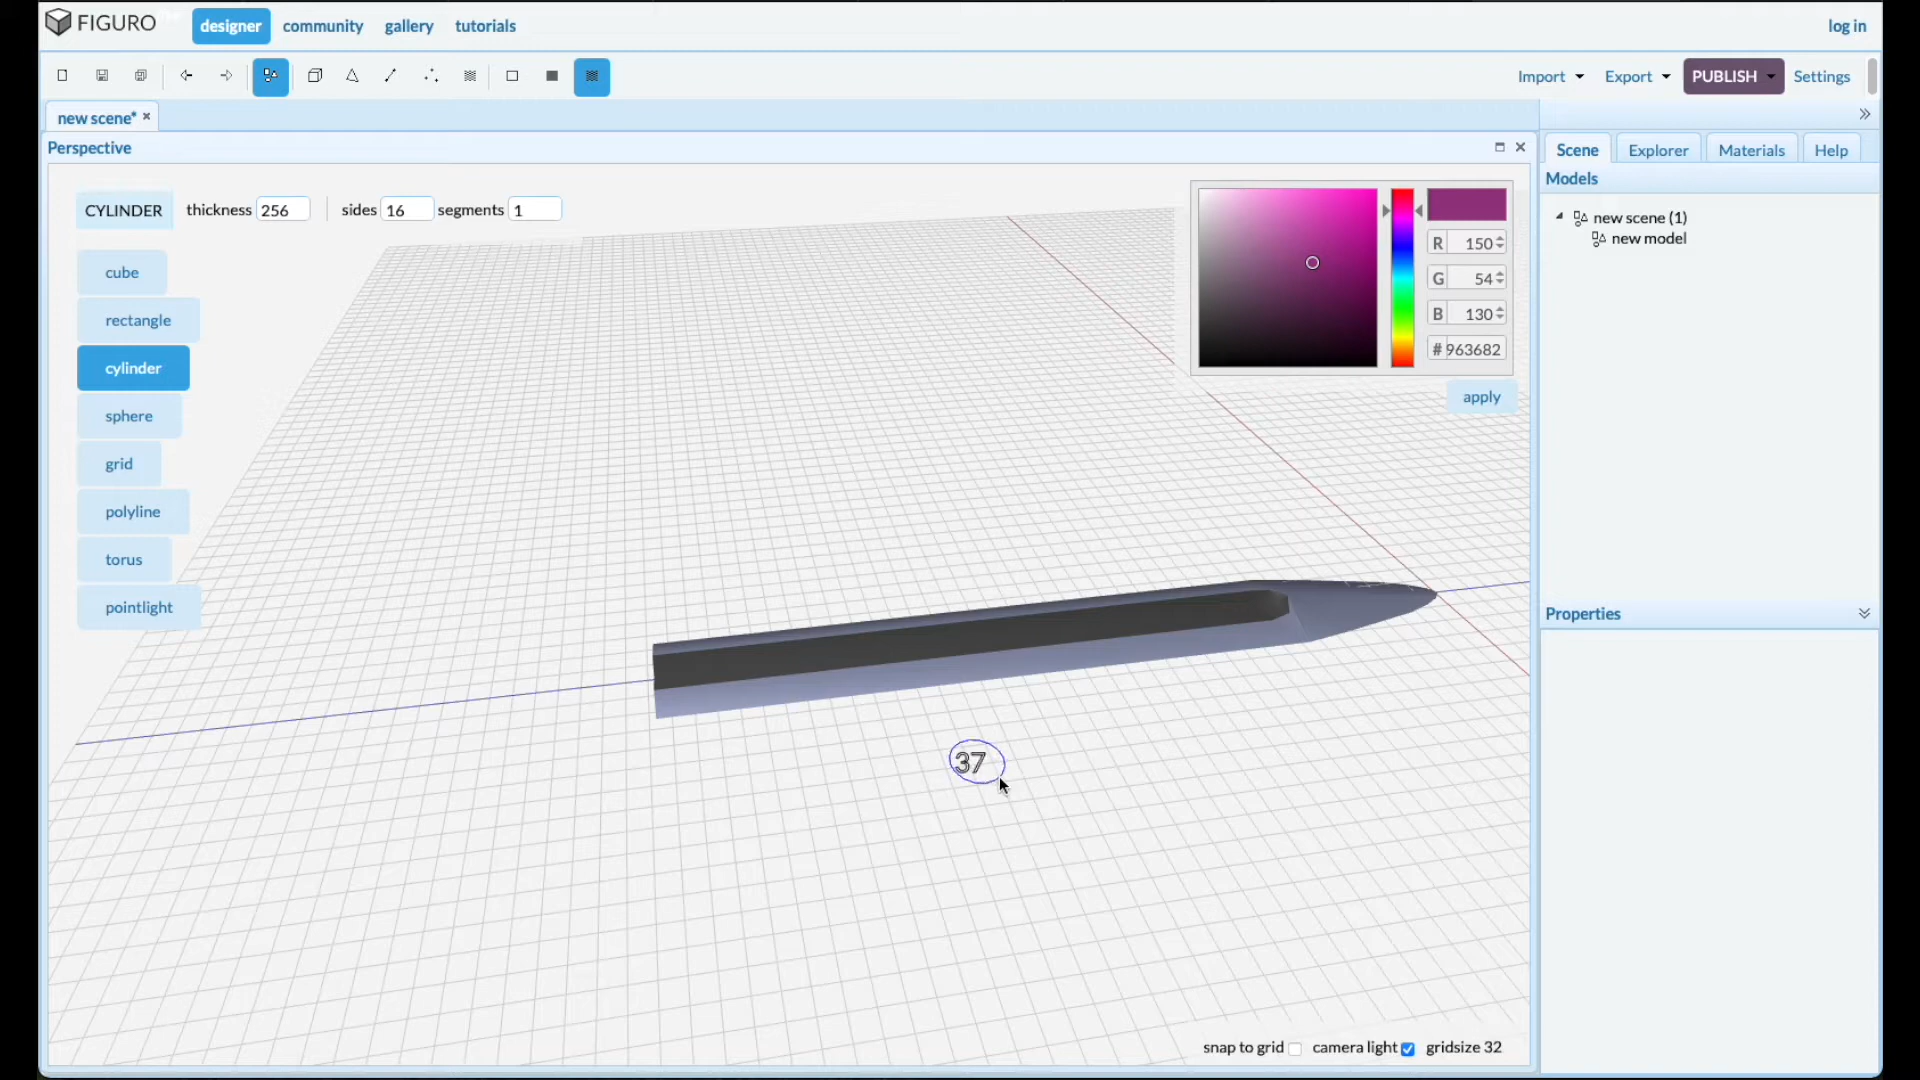 FIGURO designer community gallery tutorials log in
Import Export PUBLISH Settings
new scene*
Perspective
Scene Explorer Materials Help
Models
CYLINDER thickness 256 sides 16 segments 1
new scene (1)
new model
R 150
G 54
B 130
# 963682
apply
cube
rectangle
cylinder
sphere
grid
polyline
torus
pointlight
Properties
37
snap to grid camera light gridsize 32